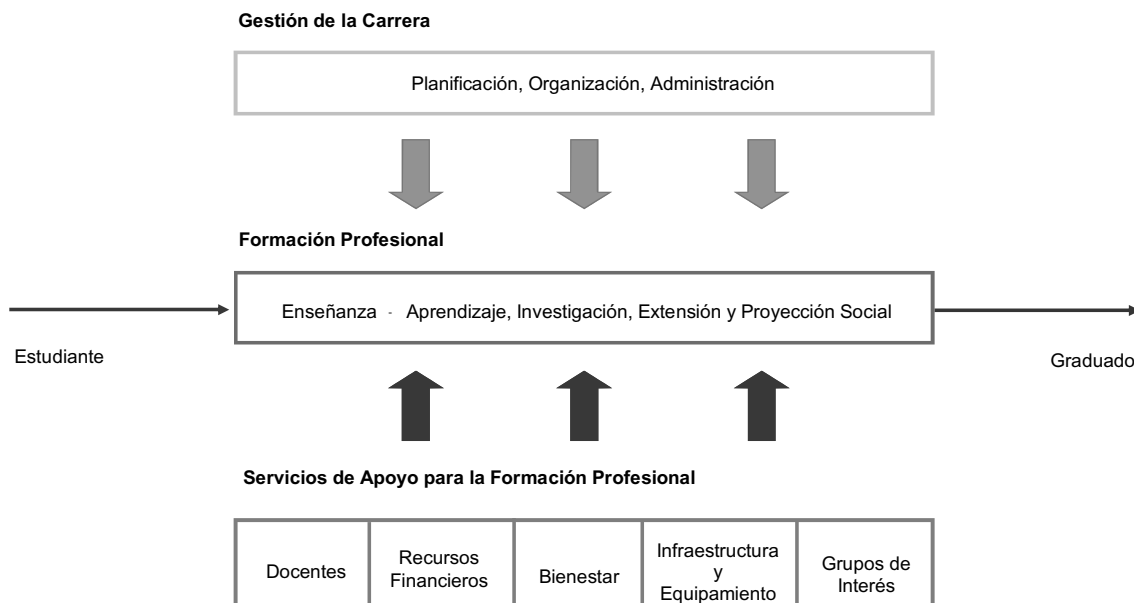 Gestión de la Carrera
Planificación, Organización, Administración
Formación Profesional
Enseñanza - Aprendizaje, Investigación, Extensión y Proyección Social
Estudiante
Graduado
Servicios de Apoyo para la Formación Profesional
Docentes
Recursos
Financieros
Bienestar
Infraestructura
y
Equipamiento
Grupos de
Interés